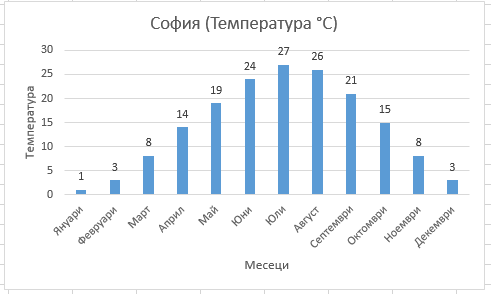 София (Температура °C)
Температура
30
25
20
15
10
5
0
1
3
8
14
19
24
27
26
21
15
8
3
Януари
Февруари
Март
Април
Май
Юни
Юли
Август
Септември
Октомври
Ноември
Декември
Месеци